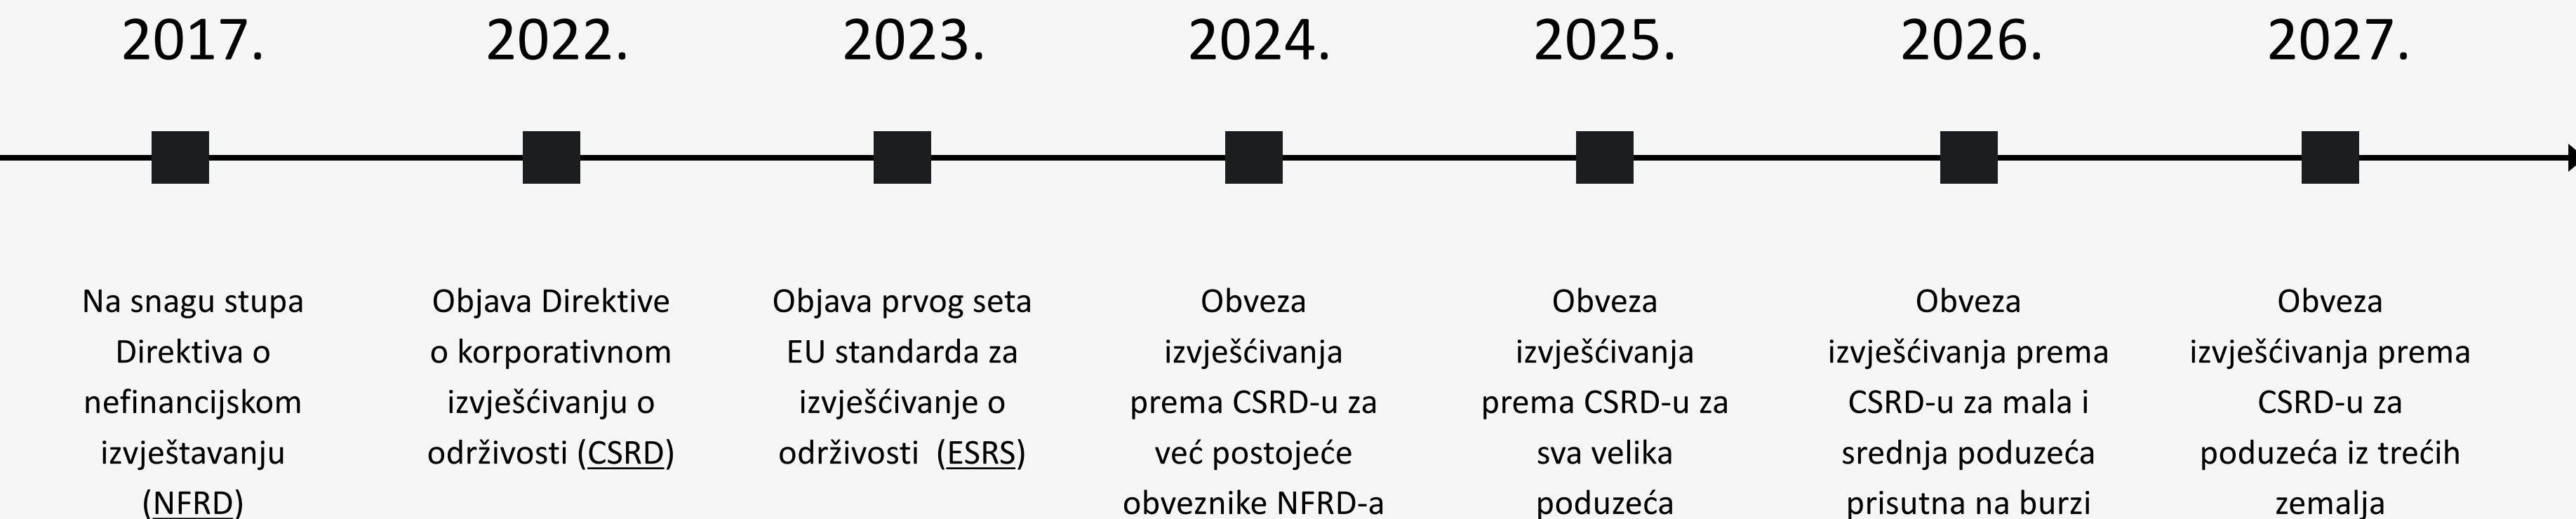 2017.
2022.
2023.
2024.
2025.
2026.
2027.
Na snagu stupa
Direktiva o
nefinancijskom
izvještavanju
(NFRD)
Objava Direktive
o korporativnom
izvješćivanju o
održivosti (CSRD)
Objava prvog seta
EU standarda za
izvješćivanje o
održivosti  (ESRS)
Obveza
izvješćivanja
prema CSRD-u za
već postojeće
obveznike NFRD-a
Obveza
izvješćivanja
prema CSRD-u za
sva velika
poduzeća
Obveza
izvješćivanja prema
CSRD-u za mala i
srednja poduzeća
prisutna na burzi
Obveza
izvješćivanja prema
CSRD-u za
poduzeća iz trećih
zemalja